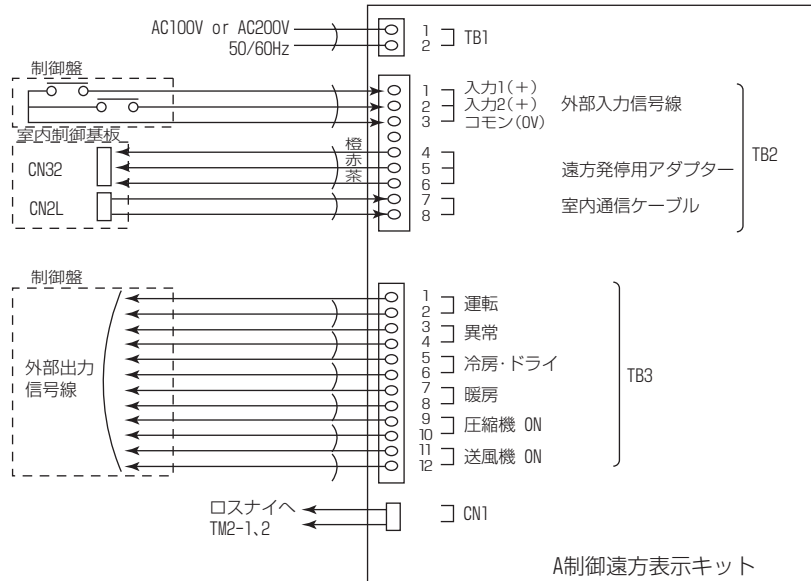 AC100V or AC200V
50/60Hz
1
2
TB1
制御盤
1
2
3
入力1(+)
入力2(+)
コモン(0V)
外部入力信号線
室内制御基板
CN32
CN2L
橙
赤
茶
4
5
6
7
8
遠方発停用アダプター
室内通信ケーブル
TB2
制御盤
外部出力
信号線
1
2
3
4
5
6
7
8
9
10
11
12
運転
異常
冷房・ドライ
暖房
圧縮機 ON
送風機 ON
TB3
ロスナイへ
TM2-1、2
CN1
A制御遠方表示キット